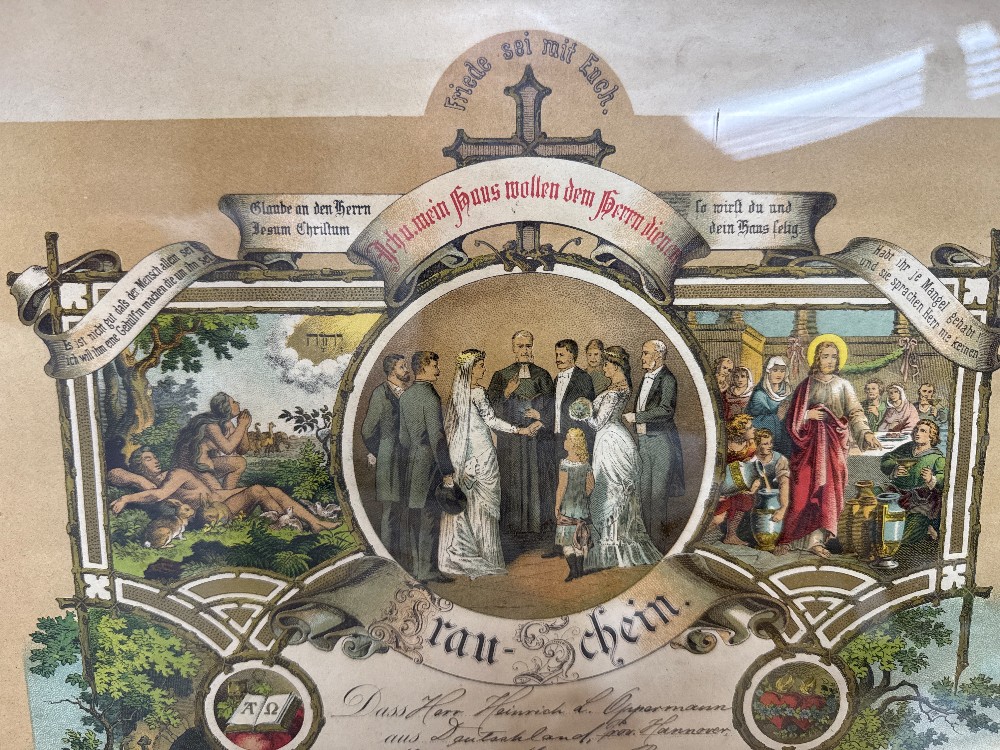 Friede sei mit Euch.
Ich u. mein Haus wollen dem Herrn dienen
Glaube an den Herrn
Jesum Christum
so wirst du und
dein Haus selig.
Es ist nicht gut daſs der Mensch allein sei
Ich will ihm eine Gehülfin machen die um ihn sei
Habt ihr je Mangel gehabt?
und sie sprachen Herr nie keinen
יהוה
Trau-Schein.
A Ω
Dass Herr Heinrich L. Oppermann
aus Deutschland, Prov. Hannover